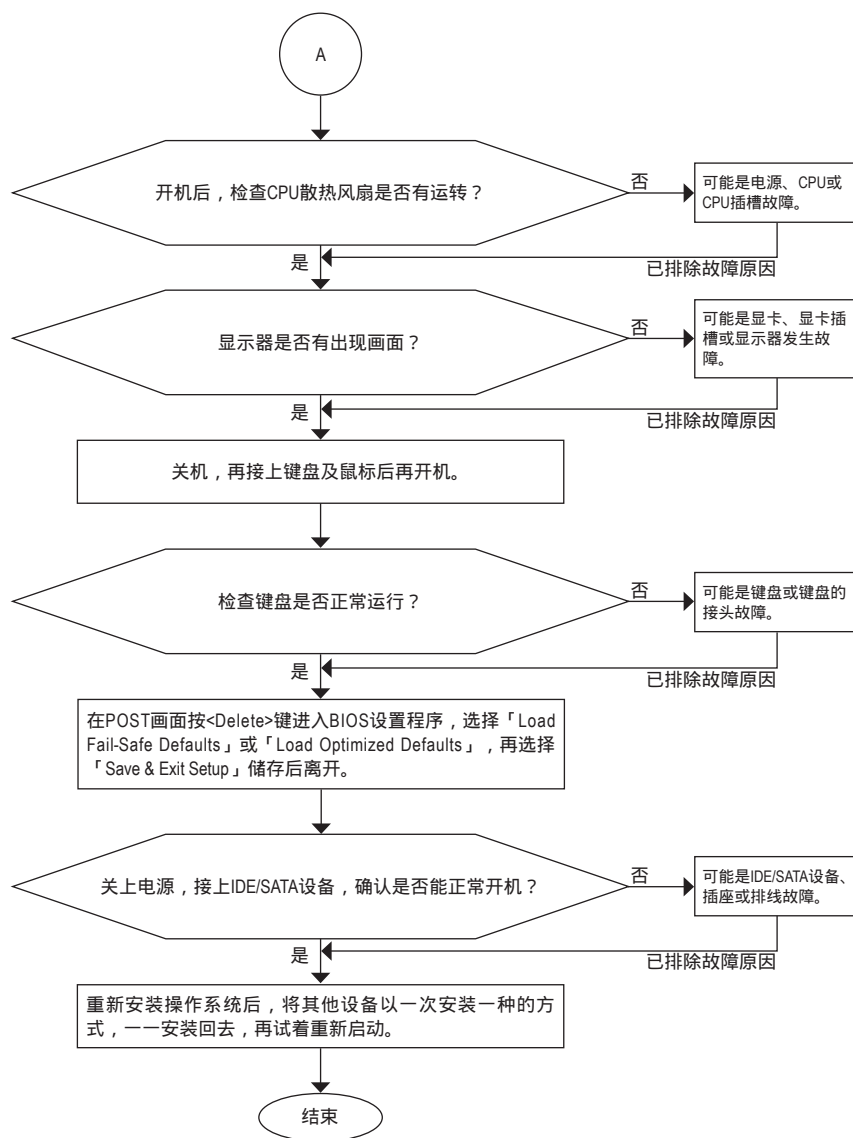 A
开机后，检查CPU散热风扇是否有运转？
否
可能是电源、CPU或
CPU插槽故障。
是
已排除故障原因
显示器是否有出现画面？
否
可能是显卡、显卡插
槽或显示器发生故
障。
是
已排除故障原因
关机，再接上键盘及鼠标后再开机。
检查键盘是否正常运行？
否
可能是键盘或键盘的
接头故障。
是
已排除故障原因
在POST画面按<Delete>键进入BIOS设置程序，选择「Load
Fail-Safe Defaults」或「Load Optimized Defaults」，再选择
「Save & Exit Setup」储存后离开。
关上电源，接上IDE/SATA设备，确认是否能正常开机？
否
可能是IDE/SATA设备、
插座或排线故障。
是
已排除故障原因
重新安装操作系统后，将其他设备以一次安装一种的方
式，一一安装回去，再试着重新启动。
结束